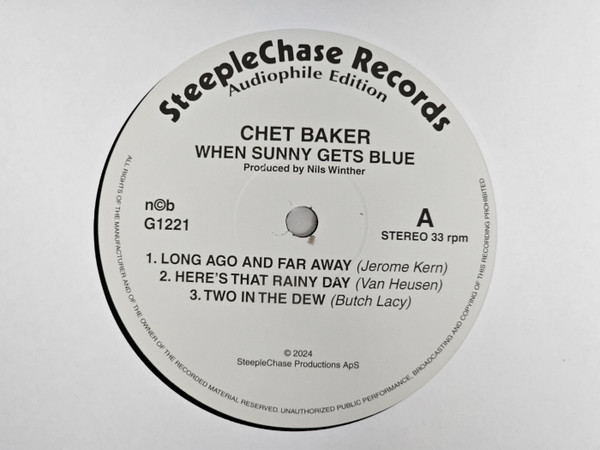 SteepleChase Records
Audiophile Edition
CHET BAKER
WHEN SUNNY GETS BLUE
Produced by Nils Winther
n©b
G1221
A
STEREO 33 rpm
1. LONG AGO AND FAR AWAY (Jerome Kern)
2. HERE'S THAT RAINY DAY (Van Heusen)
3. TWO IN THE DEW (Butch Lacy)
© 2024
SteepleChase Productions ApS
ALL RIGHTS OF THE MANUFACTURER AND OF THE OWNER OF THE RECORDED MATERIAL RESERVED. UNAUTHORIZED PUBLIC PERFORMANCE, BROADCASTING AND COPYING OF THIS RECORDING PROHIBITED